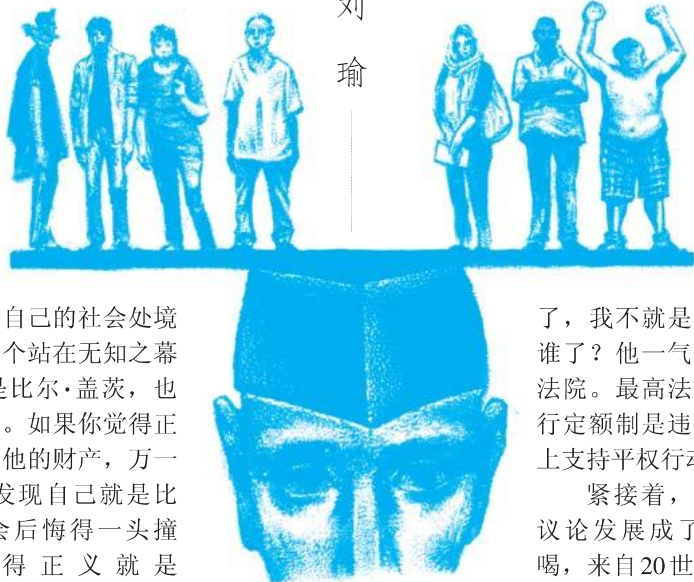 刘
瑜
自己的社会处境
个站在无知之幕
是比尔·盖茨，也
。如果你觉得正
他的财产，万一
发现自己就是比
会后悔得一头撞
得正义就是
了，我不就是
谁了？他一气
法院。最高法
行定额制是违
上支持平权行动
紧接着，
议论发展成了
喝，来自20世